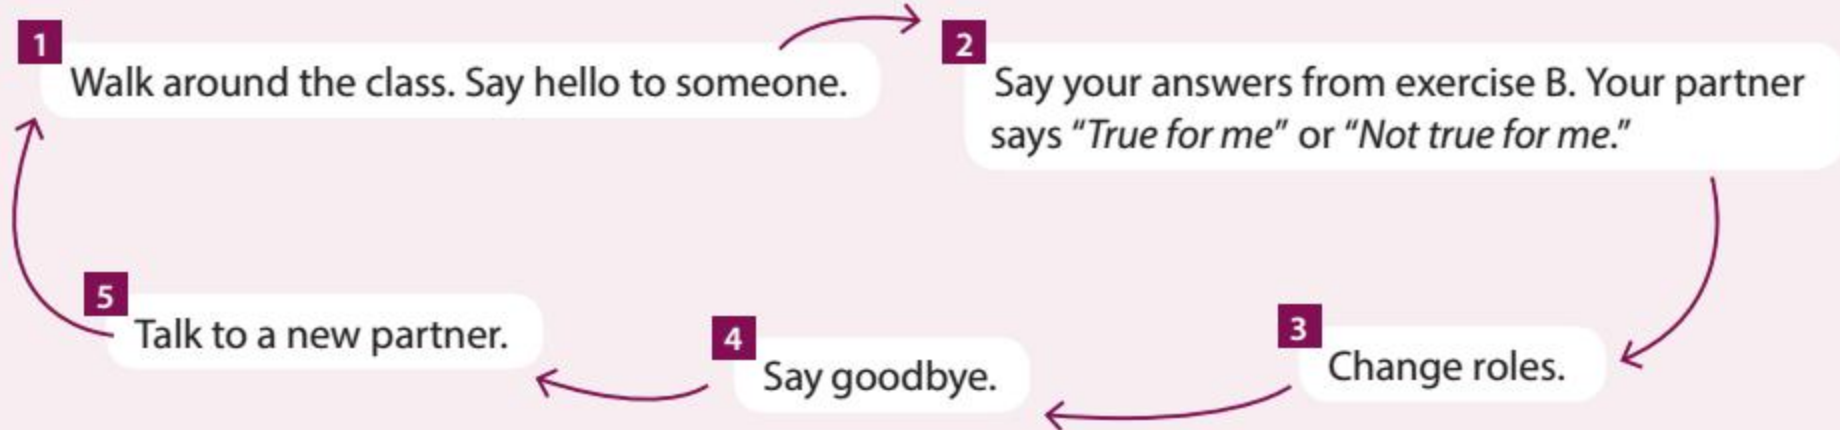 1
Walk around the class. Say hello to someone.
2
Say your answers from exercise B. Your partner
says “True for me” or “Not true for me.”
3
Change roles.
4
Say goodbye.
5
Talk to a new partner.